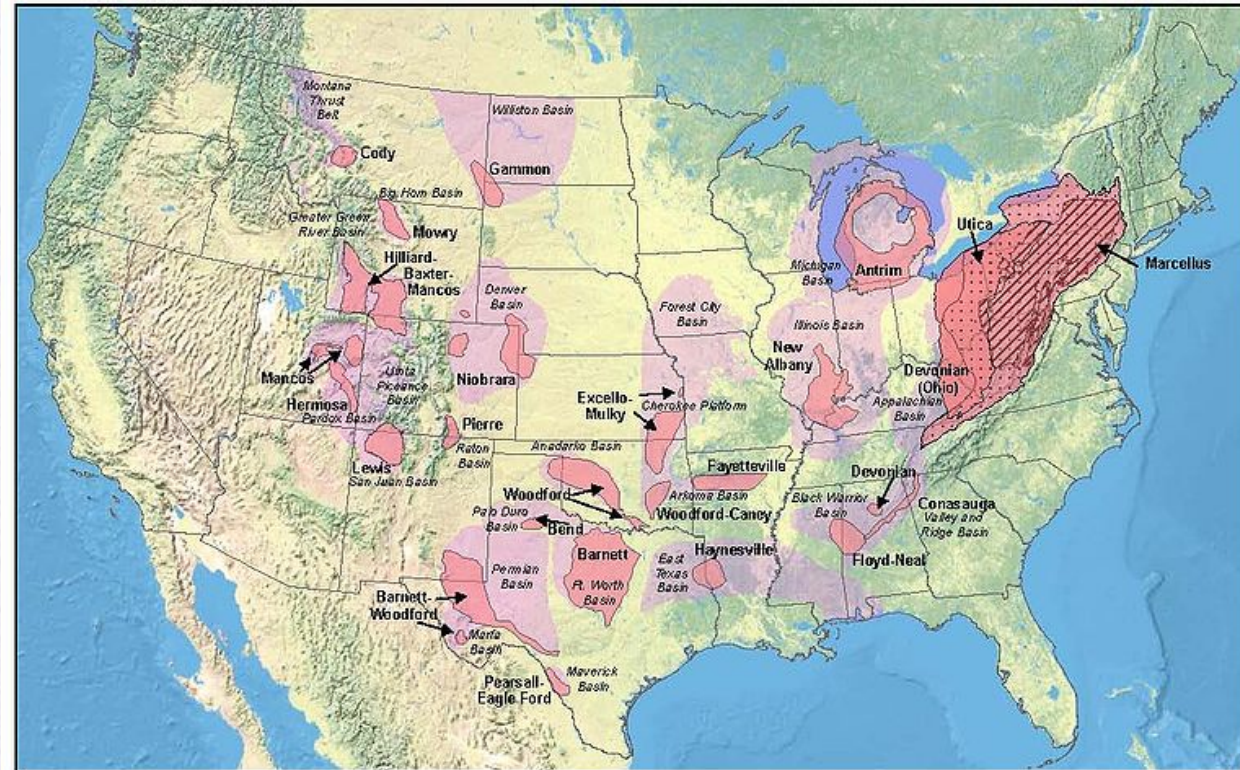 Montana
Thrust
Belt
Williston Basin
Cody
Gammon
Big Horn Basin
Greater Green
River Basin
Mowry
Utica
Hilliard-
Baxter-
Mancos
Marcellus
Michigan
Basin
Antrim
Denver
Basin
Forest City
Basin
Illinois Basin
New
Albany
Mancos
Uinta
Piceance
Basin
Niobrara
Devonian
(Ohio)
Appalachian
Basin
Hermosa
Paradox Basin
Excello-
Mulky
Cherokee Platform
Pierre
Raton
Basin
Anadarko Basin
Lewis
San Juan Basin
Fayetteville
Devonian
Woodford
Arkoma Basin
Black Warrior
Basin
Conasauga
Valley and
Ridge Basin
Palo Duro
Basin
Bend
Woodford-Caney
Barnett
Haynesville
Floyd-Neal
Permian
Basin
Ft. Worth
Basin
East
Texas
Basin
Barnett-
Woodford
Marfa
Basin
Pearsall-
Eagle Ford
Maverick
Basin